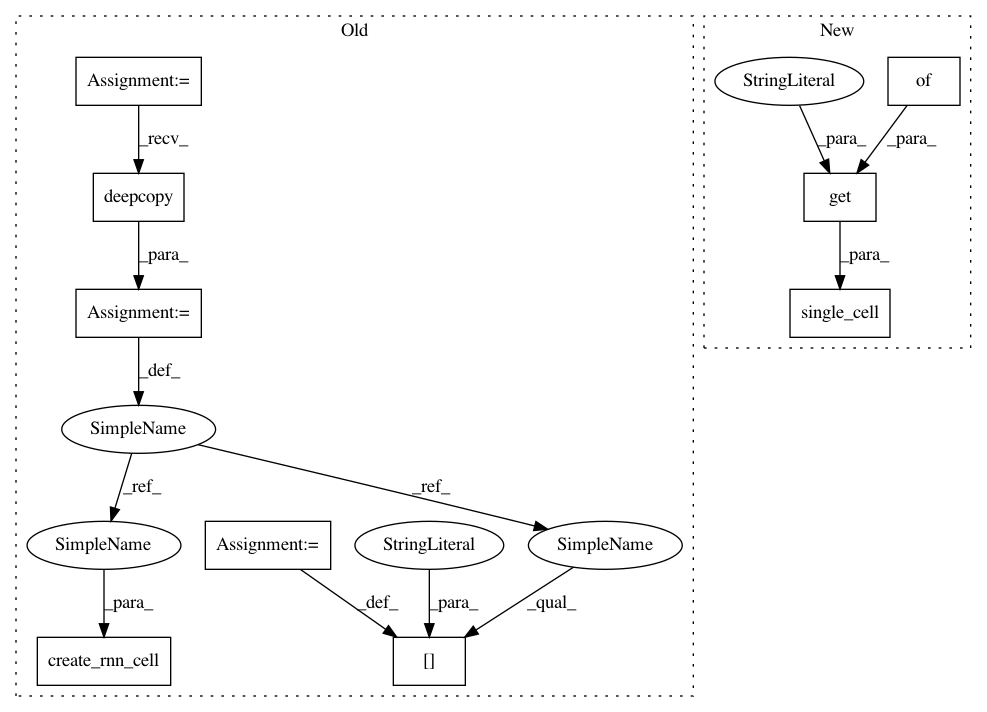 Old
New
Assignment:=
StringLiteral
of
_recv_
_para_
_para_
deepcopy
get
_para_
_para_
Assignment:=
single_cell
_def_
SimpleName
_ref_
_ref_
SimpleName
Assignment:=
StringLiteral
SimpleName
_para_
_def_
_para_
_qual_
create_rnn_cell
[]